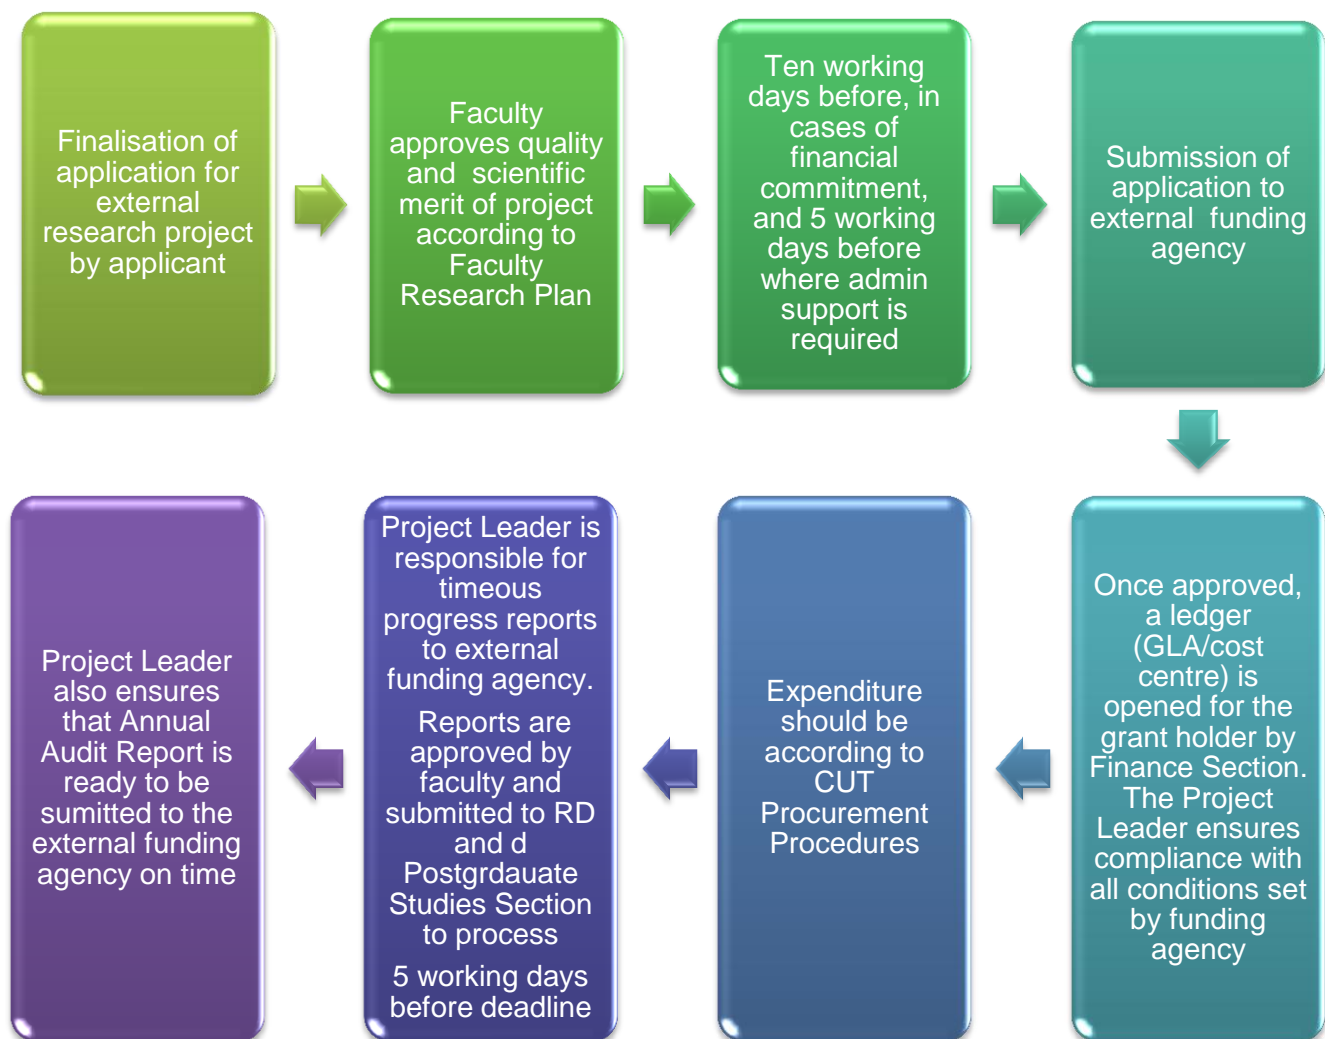 Finalisation of
application for
external
research project
by applicant
Faculty
approves quality
and scientific
merit of project
according to
Faculty
Research Plan
Ten working
days before, in
cases of
financial
commitment,
and 5 working
days before
where admin
support is
required
Submission of
application to
external funding
agency
Once approved,
a ledger
(GLA/cost
centre) is
opened for the
grant holder by
Finance Section.
The Project
Leader ensures
compliance with
all conditions set
by funding
agency
Expenditure
should be
according to
CUT
Procurement
Procedures
Project Leader is
responsible for
timeous
progress reports
to external
funding agency.
Reports are
approved by
faculty and
submitted to RD
and d
Postgrdauate
Studies Section
to process
5 working days
before deadline
Project Leader
also ensures
that Annual
Audit Report is
ready to be
sumitted to the
external funding
agency on time